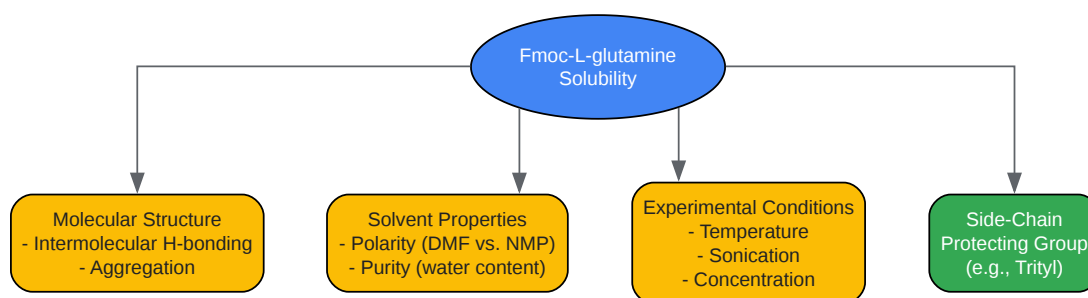 Fmoc-L-glutamine
Solubility
Molecular Structure
- Intermolecular H-bonding
- Aggregation
Solvent Properties
- Polarity (DMF vs. NMP)
- Purity (water content)
Experimental Conditions
- Temperature
- Sonication
- Concentration
Side-Chain
Protecting Group
(e.g., Trityl)